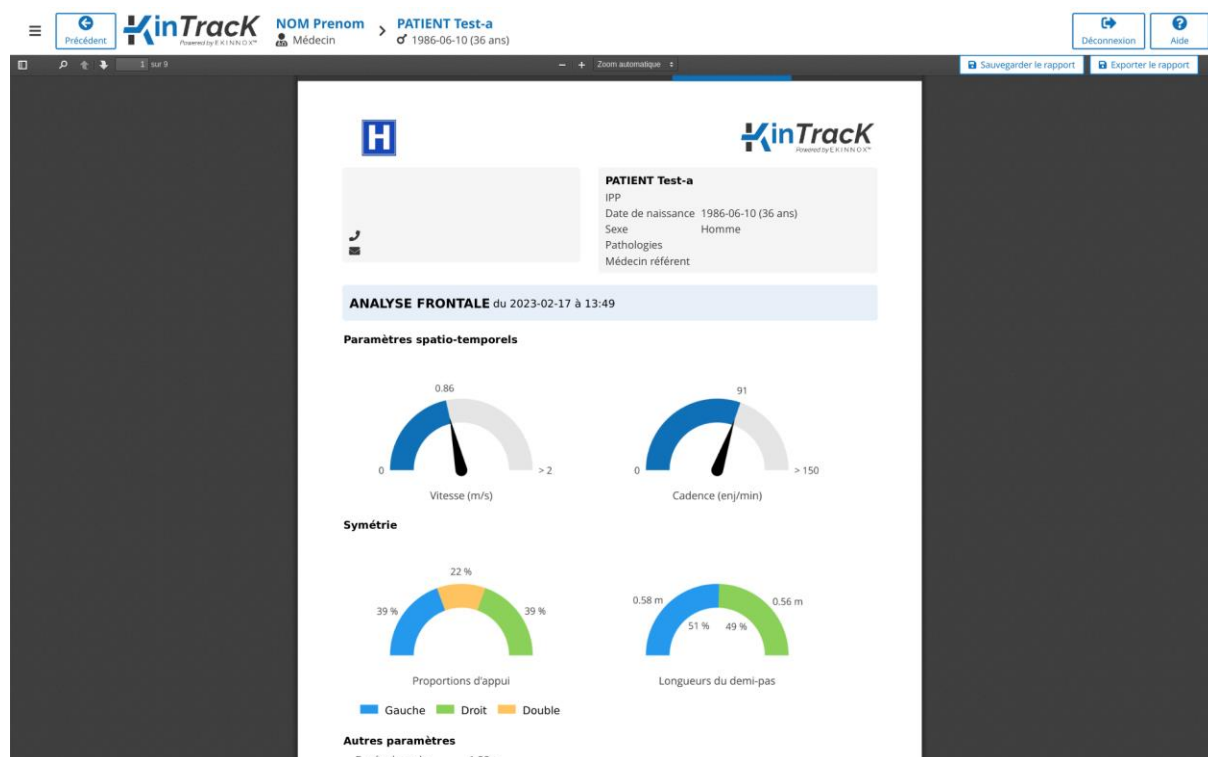 Précédent
KinTracK
Powered by EKINNOX™
NOM Prenom
Médecin
PATIENT Test-a
1986-06-10 (36 ans)
Déconnexion
Aide
1 sur 9
Zoom automatique
Sauvegarder le rapport
Exporter le rapport
H
KinTracK
Powered by EKINNOX™
PATIENT Test-a
IPP
Date de naissance 1986-06-10 (36 ans)
Sexe Homme
Pathologies
Médecin référent
ANALYSE FRONTALE du 2023-02-17 à 13:49
Paramètres spatio-temporels
0.86
0
> 2
Vitesse (m/s)
91
0
> 150
Cadence (enj/min)
Symétrie
22 %
39 %
39 %
Proportions d'appui
0.58 m
0.56 m
51 %
49 %
Longueurs du demi-pas
Gauche
Droit
Double
Autres paramètres